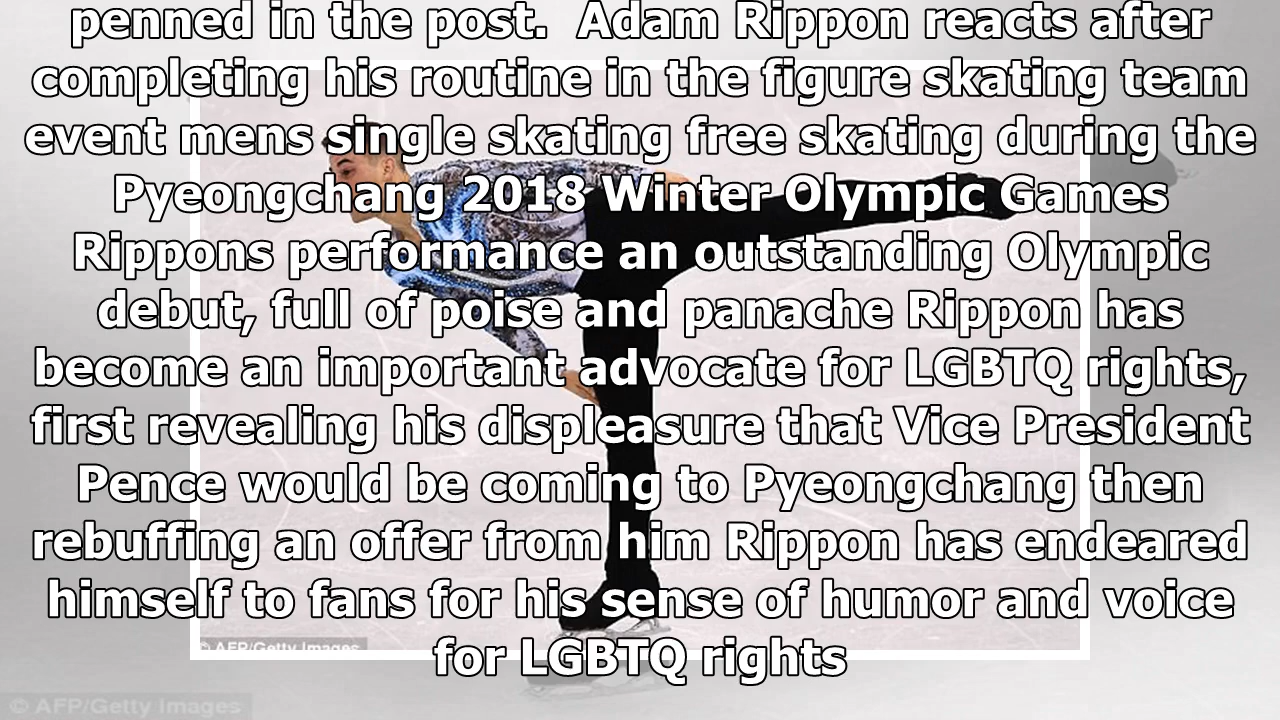 penned in the post.  Adam Rippon reacts after
completing his routine in the figure skating team
event mens single skating free skating during the
Pyeongchang 2018 Winter Olympic Games
Rippons performance an outstanding Olympic
debut, full of poise and panache Rippon has
become an important advocate for LGBTQ rights,
first revealing his displeasure that Vice President
Pence would be coming to Pyeongchang then
rebuffing an offer from him Rippon has endeared
himself to fans for his sense of humor and voice
© AFP/Getty Images
for LGBTQ rights
© AFP/Getty Images